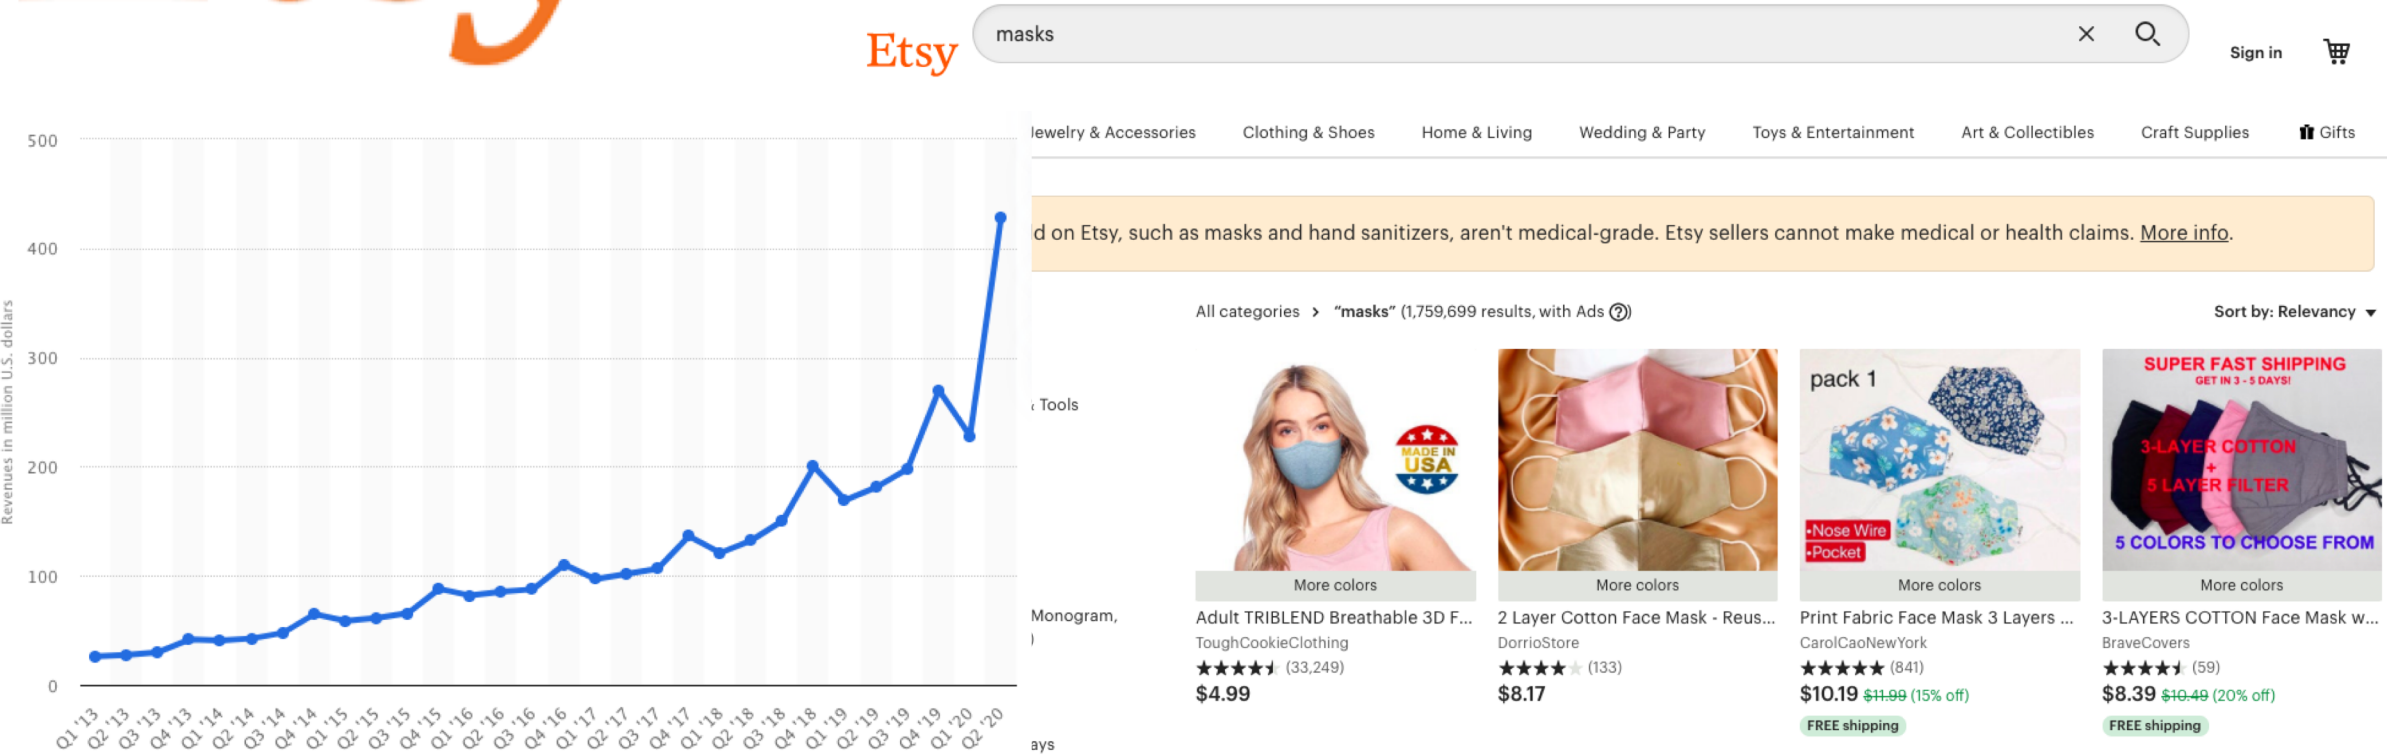 Etsy
masks
Sign in
Jewelry & Accessories
Clothing & Shoes
Home & Living
Wedding & Party
Toys & Entertainment
Art & Collectibles
Craft Supplies
Gifts
d on Etsy, such as masks and hand sanitizers, aren't medical-grade. Etsy sellers cannot make medical or health claims. More info.
All categories > “masks” (1,759,699 results, with Ads ?)
Sort by: Relevancy
& Tools
Monogram,
)
ays
Revenues in million U.S. dollars
500
400
300
200
100
0
Q1 '13
Q2 '13
Q3 '13
Q4 '13
Q1 '14
Q2 '14
Q3 '14
Q4 '14
Q1 '15
Q2 '15
Q3 '15
Q4 '15
Q1 '16
Q2 '16
Q3 '16
Q4 '16
Q1 '17
Q2 '17
Q3 '17
Q4 '17
Q1 '18
Q2 '18
Q3 '18
Q4 '18
Q1 '19
Q2 '19
Q3 '19
Q4 '19
Q1 '20
Q2 '20
MADE IN
USA
More colors
Adult TRIBLEND Breathable 3D F...
ToughCookieClothing
(33,249)
$4.99
More colors
2 Layer Cotton Face Mask - Reus...
DorrioStore
(133)
$8.17
pack 1
•Nose Wire
•Pocket
More colors
Print Fabric Face Mask 3 Layers ...
CarolCaoNewYork
(841)
$10.19 $11.99 (15% off)
FREE shipping
SUPER FAST SHIPPING
GET IN 3 - 5 DAYS!
3-LAYER COTTON
+
5 LAYER FILTER
5 COLORS TO CHOOSE FROM
More colors
3-LAYERS COTTON Face Mask w...
BraveCovers
(59)
$8.39 $10.49 (20% off)
FREE shipping